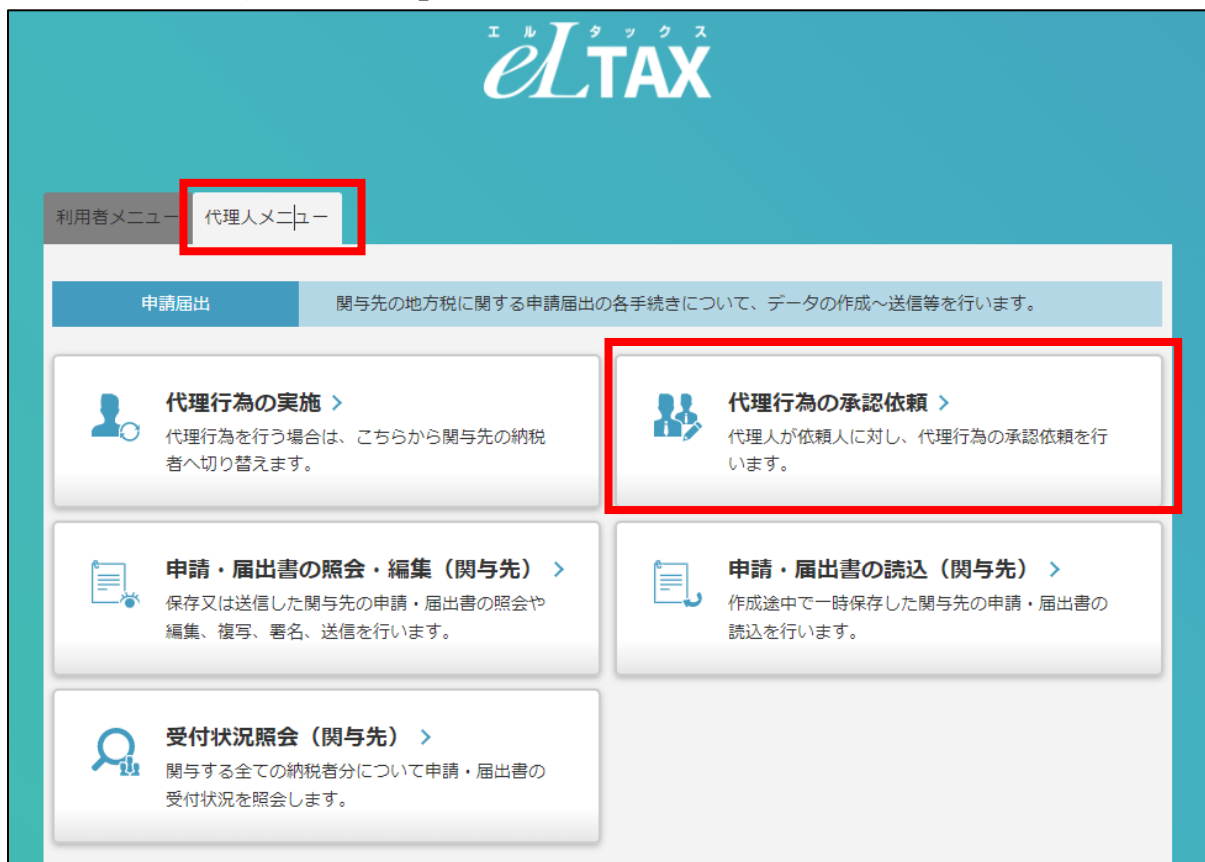 エルタックス
eLTAX
利用者メニュー 代理人メニュー
申請届出 関与先の地方税に関する申請届出の各手続きについて、データの作成～送信等を行います。
代理行為の実施
代理行為を行う場合は、こちらから関与先の納税
者へ切り替えます。
代理行為の承認依頼
代理人が依頼人に対し、代理行為の承認依頼を行
います。
申請・届出書の照会・編集（関与先）
保存又は送信した関与先の申請・届出書の照会や
編集、複写、署名、送信を行います。
申請・届出書の読込（関与先）
作成途中で一時保存した関与先の申請・届出書の
読込を行います。
受付状況照会（関与先）
関与する全ての納税者分について申請・届出書の
受付状況を照会します。